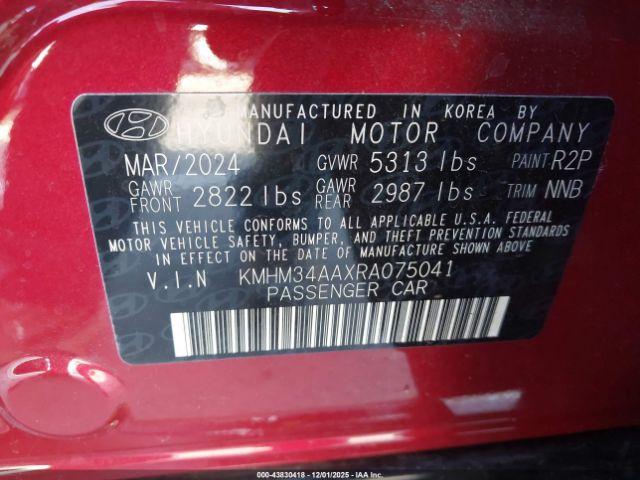 MANUFACTURED IN KOREA BY
HYUNDAI MOTOR COMPANY
MAR/2024 GVWR 5313 lbs PAINT R2P
GAWR FRONT 2822 lbs GAWR REAR 2987 lbs TRIM NNB
THIS VEHICLE CONFORMS TO ALL APPLICABLE U.S.A. FEDERAL
MOTOR VEHICLE SAFETY, BUMPER, AND THEFT PREVENTION STANDARDS
IN EFFECT ON THE DATE OF MANUFACTURE SHOWN ABOVE
V.I.N KMHM34AAXRA075041
PASSENGER CAR
000-43830418 12/01/2025 - IAA, Inc.